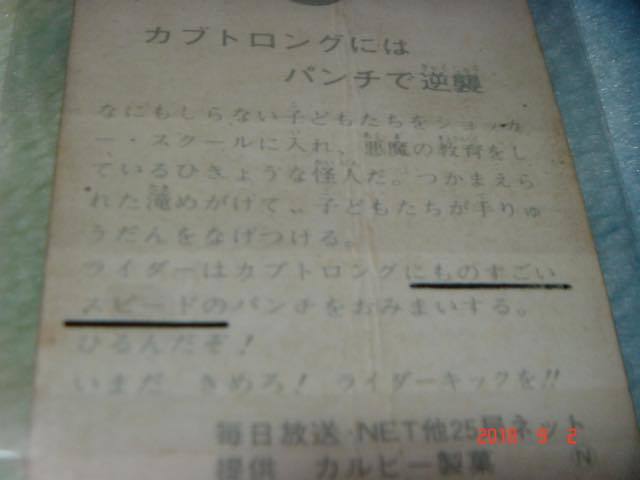 カブトロングには
パンチで逆襲
なにもしらない子どもたちをショッカ
ー・スクールに入れ、悪魔の教育をし
ているひきょうな怪人だ。つかまえら
れた滝めがけて、子どもたちが手りゅ
うだんをなげつける。
ライダーはカブトロングにものすごい
スピードのパンチをおみまいする。
ひるんだぞ！
いまだ きめろ！ ライダーキックを!!
毎日放送・NET他25局ネット
提供 カルビー製菓 N
2010 9 2